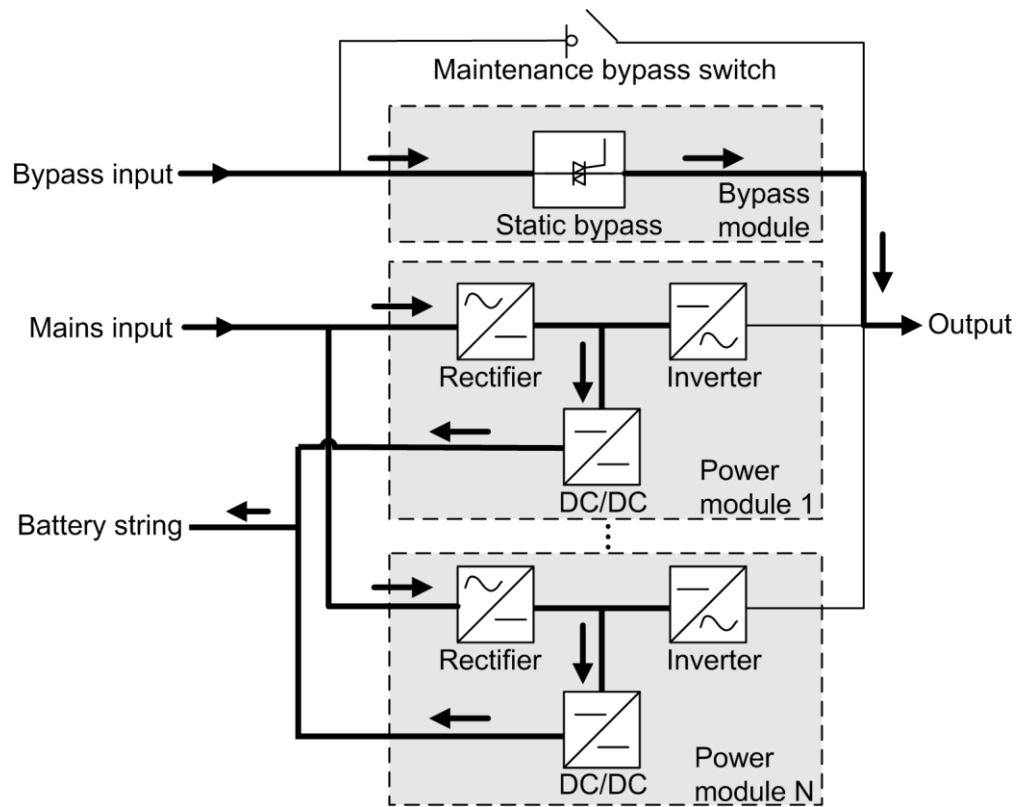 Maintenance bypass switch
Bypass input
Static bypass
Bypass
module
Mains input
Rectifier
Inverter
Output
DC/DC
Power
module 1
Battery string
Rectifier
Inverter
DC/DC
Power
module N